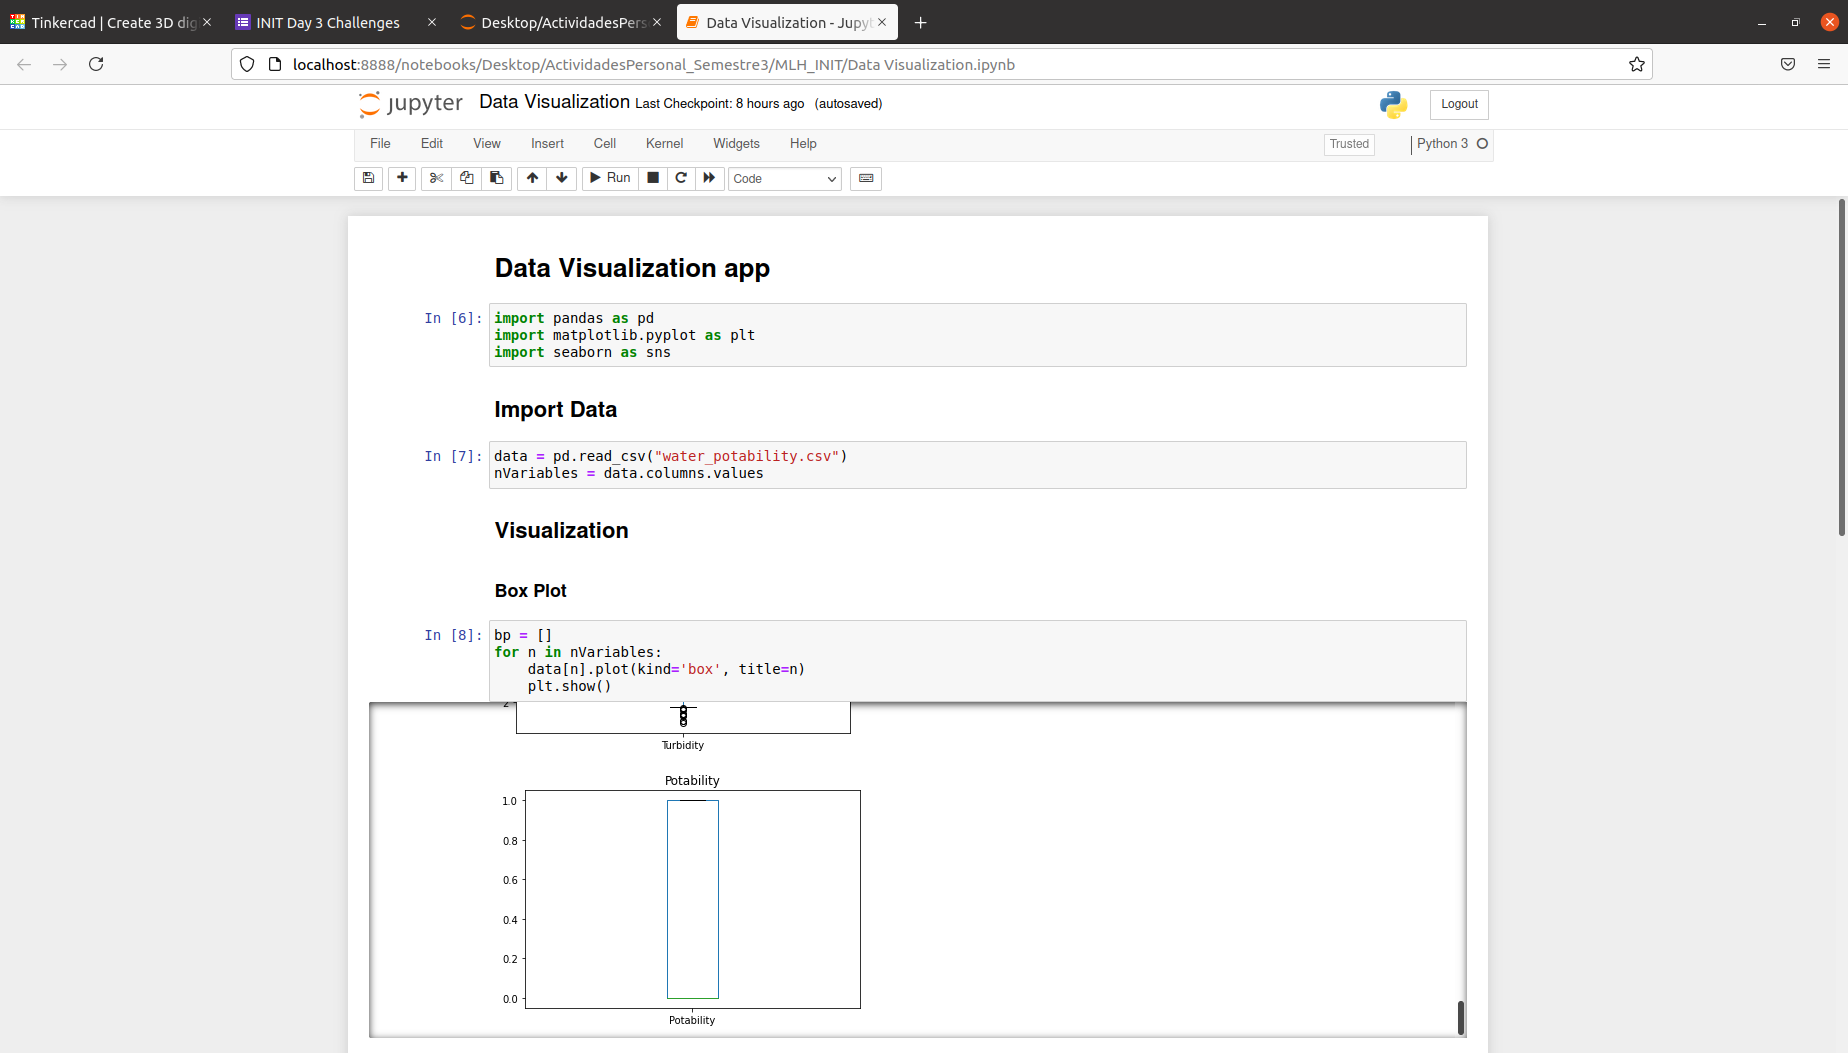 Tinkercad | Create 3D dig
INIT Day 3 Challenges
Desktop/ActividadesPers
Data Visualization - Jupyt
localhost:8888/notebooks/Desktop/ActividadesPersonal_Semestre3/MLH_INIT/Data Visualization.ipynb
jupyter Data Visualization Last Checkpoint: 8 hours ago (autosaved)
Logout
File Edit View Insert Cell Kernel Widgets Help
Trusted
Python 3
Run
Code
Data Visualization app
In [6]: import pandas as pd
import matplotlib.pyplot as plt
import seaborn as sns
Import Data
In [7]: data = pd.read_csv("water_potability.csv")
nVariables = data.columns.values
Visualization
Box Plot
In [8]: bp = []
for n in nVariables:
    data[n].plot(kind='box', title=n)
    plt.show()
2
Turbidity
Potability
1.0
0.8
0.6
0.4
0.2
0.0
Potability